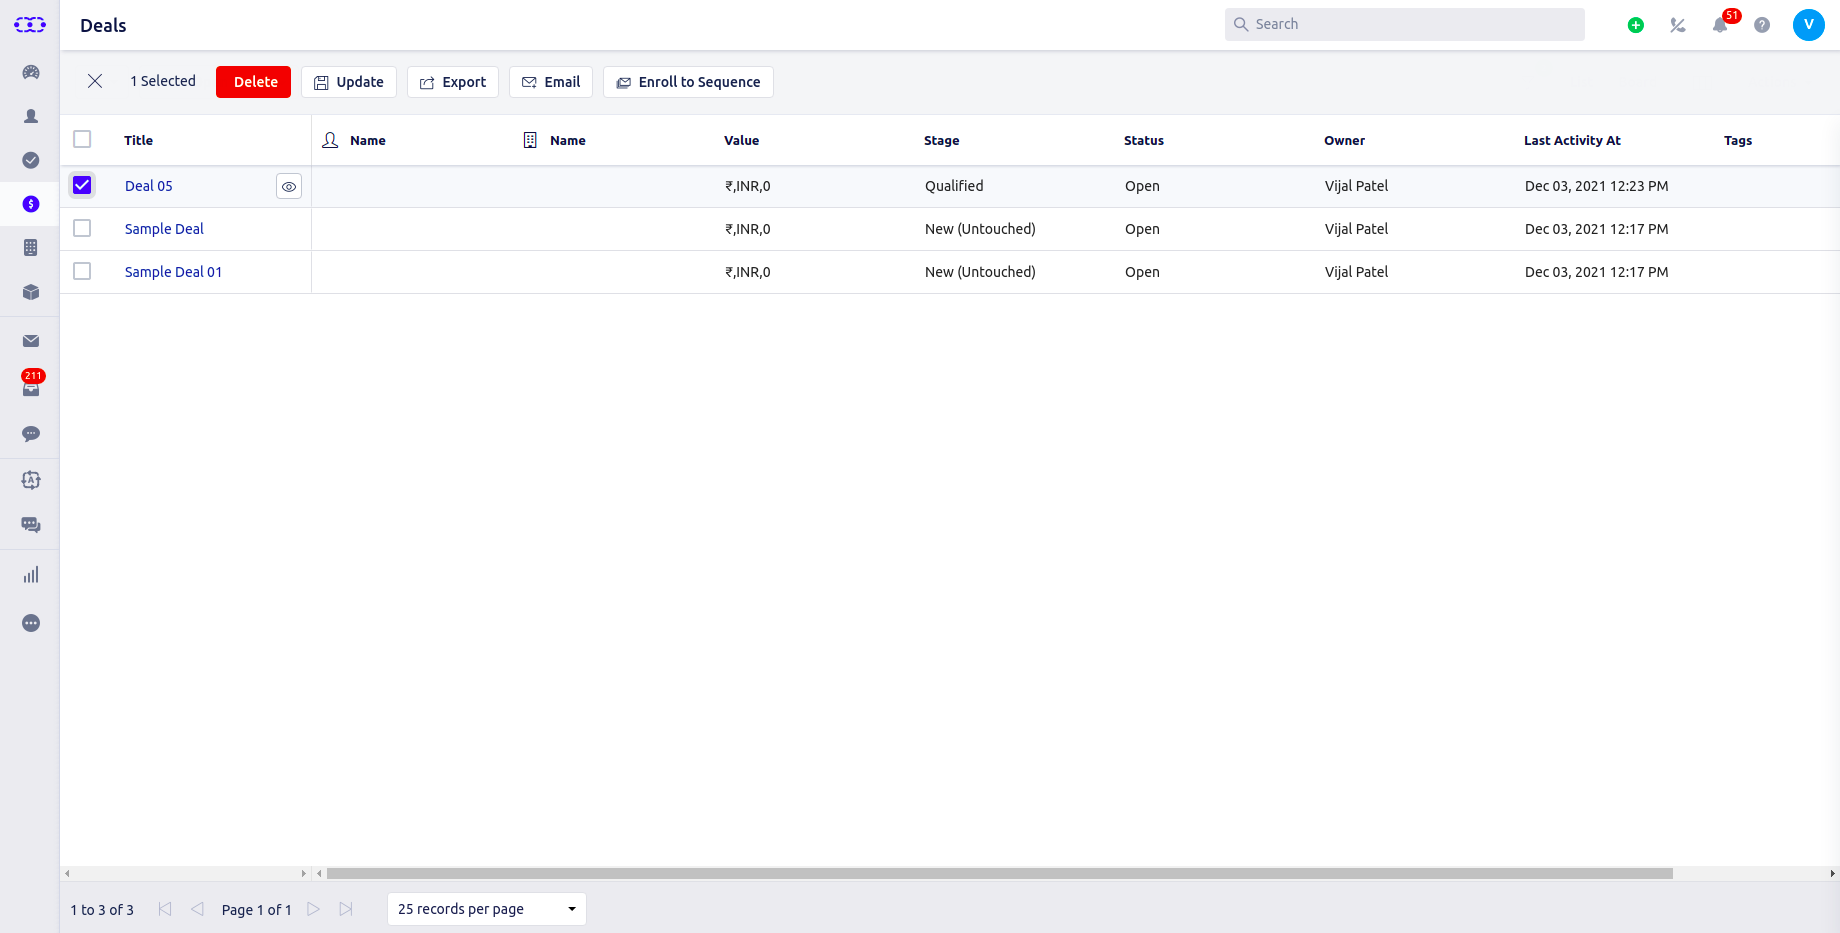 Deals
Search
51
V
1 Selected
Delete
Update
Export
Email
Enroll to Sequence
Title Name Name Value Stage Status Owner Last Activity At Tags
Deal 05 ₹,INR,0 Qualified Open Vijal Patel Dec 03, 2021 12:23 PM
Sample Deal ₹,INR,0 New (Untouched) Open Vijal Patel Dec 03, 2021 12:17 PM
Sample Deal 01 ₹,INR,0 New (Untouched) Open Vijal Patel Dec 03, 2021 12:17 PM
211
1 to 3 of 3
Page 1 of 1
25 records per page